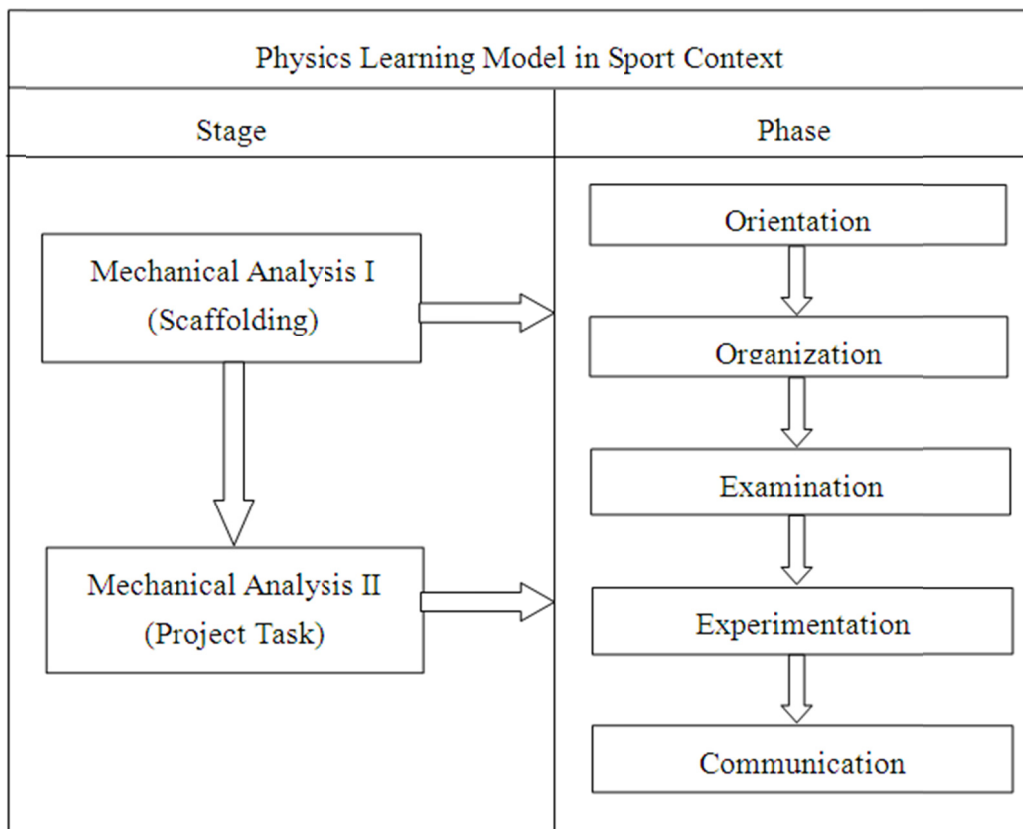 Physics Learning Model in Sport Context
Stage
Phase
Mechanical Analysis I
(Scaffolding)
Mechanical Analysis II
(Project Task)
Orientation
Organization
Examination
Experimentation
Communication